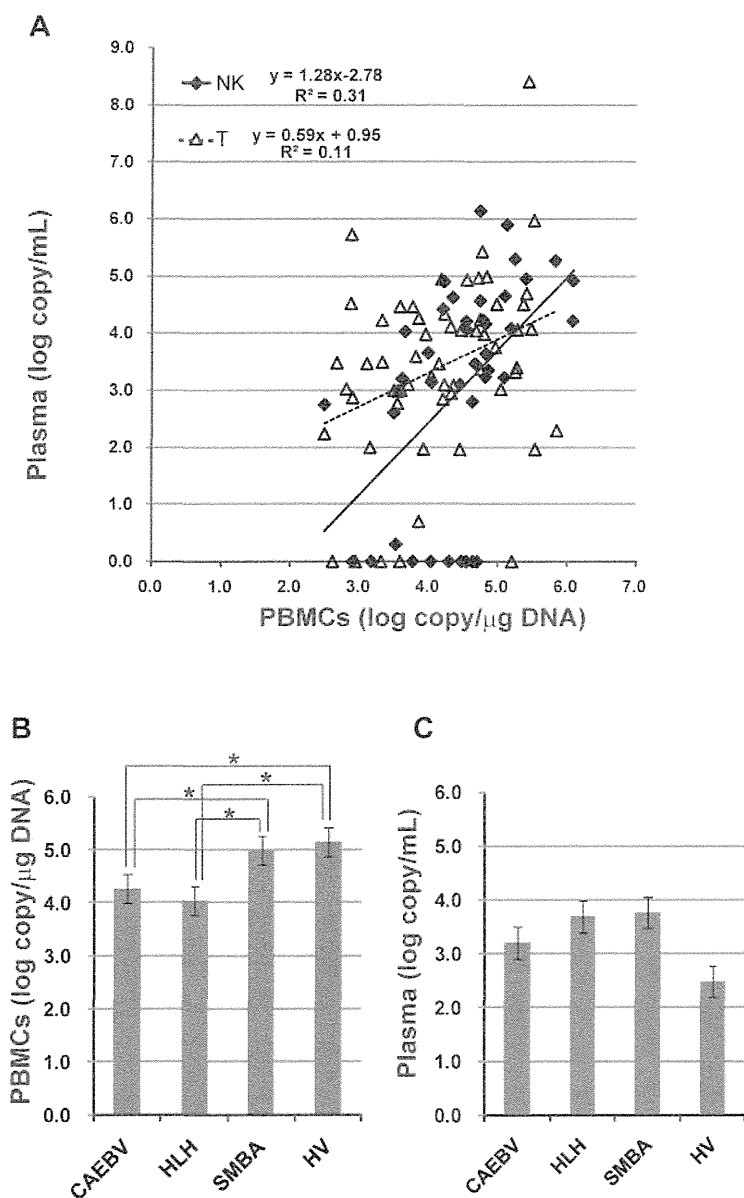 A
9.0
8.0
7.0
6.0
5.0
4.0
3.0
2.0
1.0
0.0
Plasma (log copy/mL)
NK y = 1.28x-2.78
R² = 0.31
T y = 0.59x + 0.95
R² = 0.11
0.0 1.0 2.0 3.0 4.0 5.0 6.0 7.0
PBMCs (log copy/μg DNA)
B
PBMCs (log copy/μg DNA)
6.0
5.0
4.0
3.0
2.0
1.0
0.0
*
*
*
*
CAEBV HLH SMBA HV
C
Plasma (log copy/mL)
6.0
5.0
4.0
3.0
2.0
1.0
0.0
CAEBV HLH SMBA HV